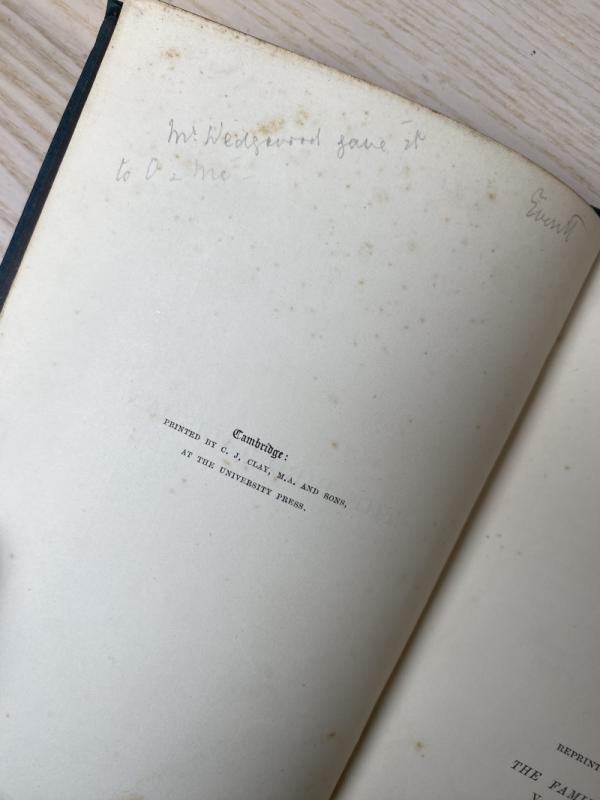 Mr. Wedgwood gave it
to O & Me -
Everett
Cambridge:
PRINTED BY C. J. CLAY, M.A. AND SONS,
AT THE UNIVERSITY PRESS.
REPRINT
THE FAMI